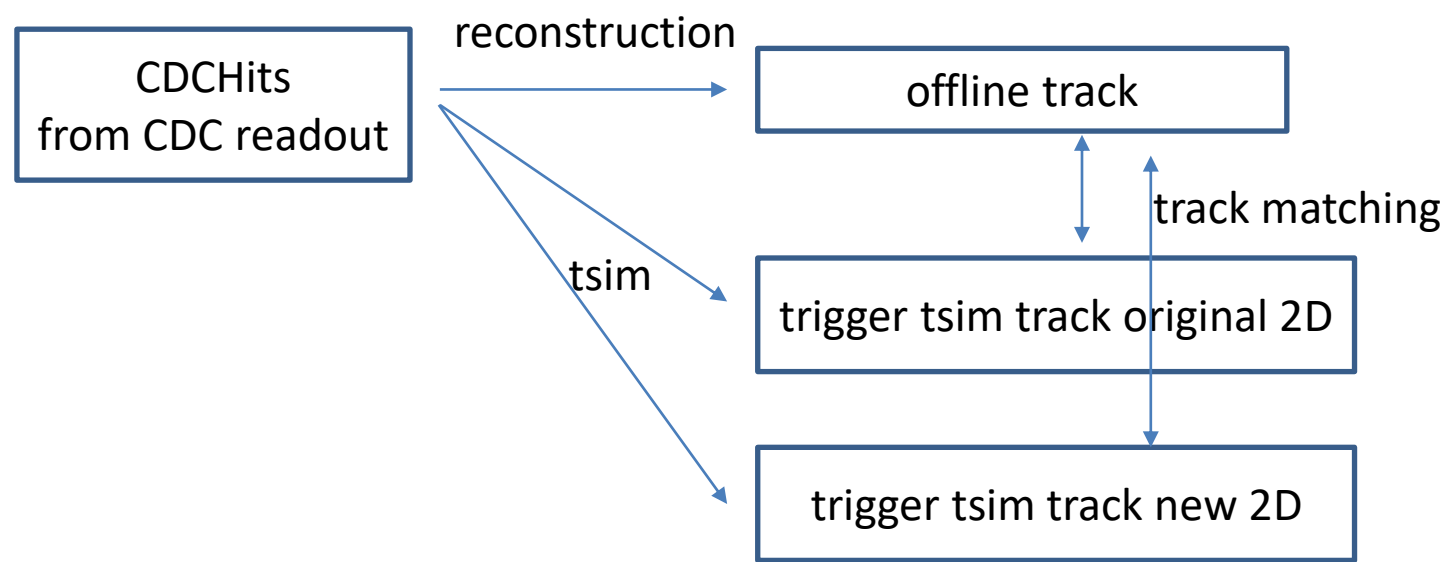 reconstruction
CDCHits
from CDC readout
offline track
track matching
tsim
trigger tsim track original 2D
trigger tsim track new 2D